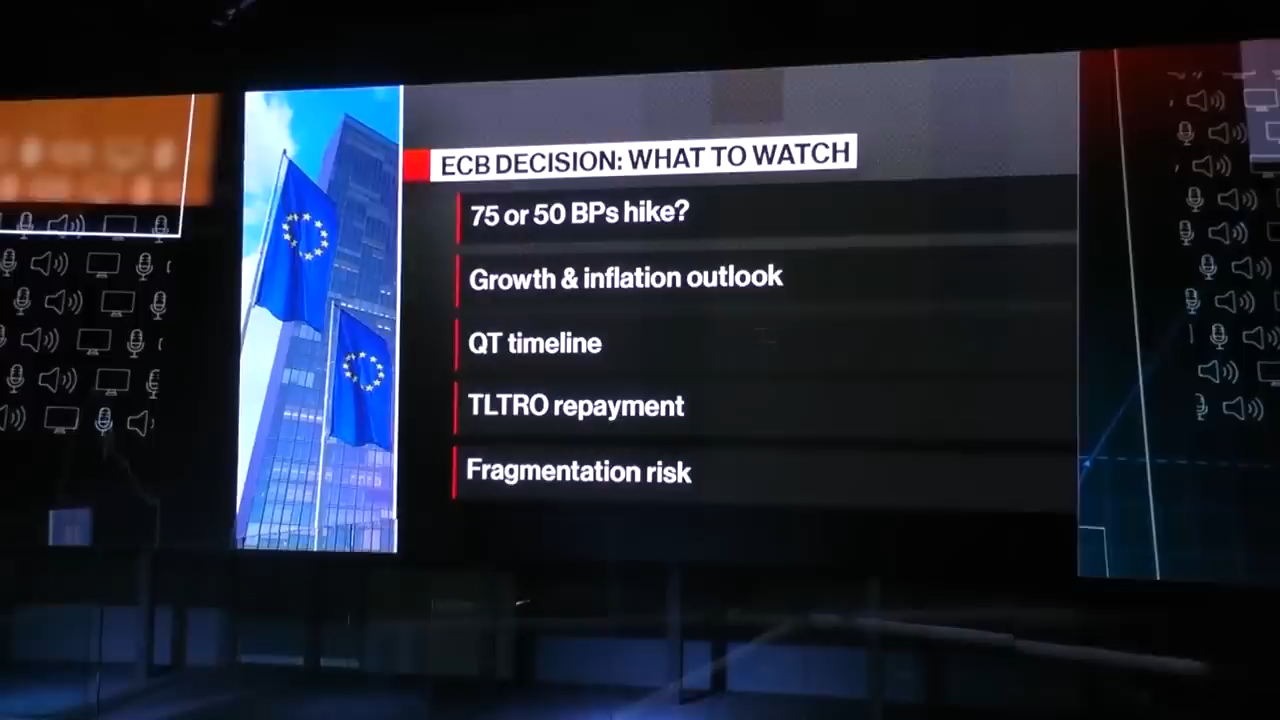 ECB DECISION: WHAT TO WATCH
75 or 50 BPs hike?
Growth & inflation outlook
QT timeline
TLTRO repayment
Fragmentation risk